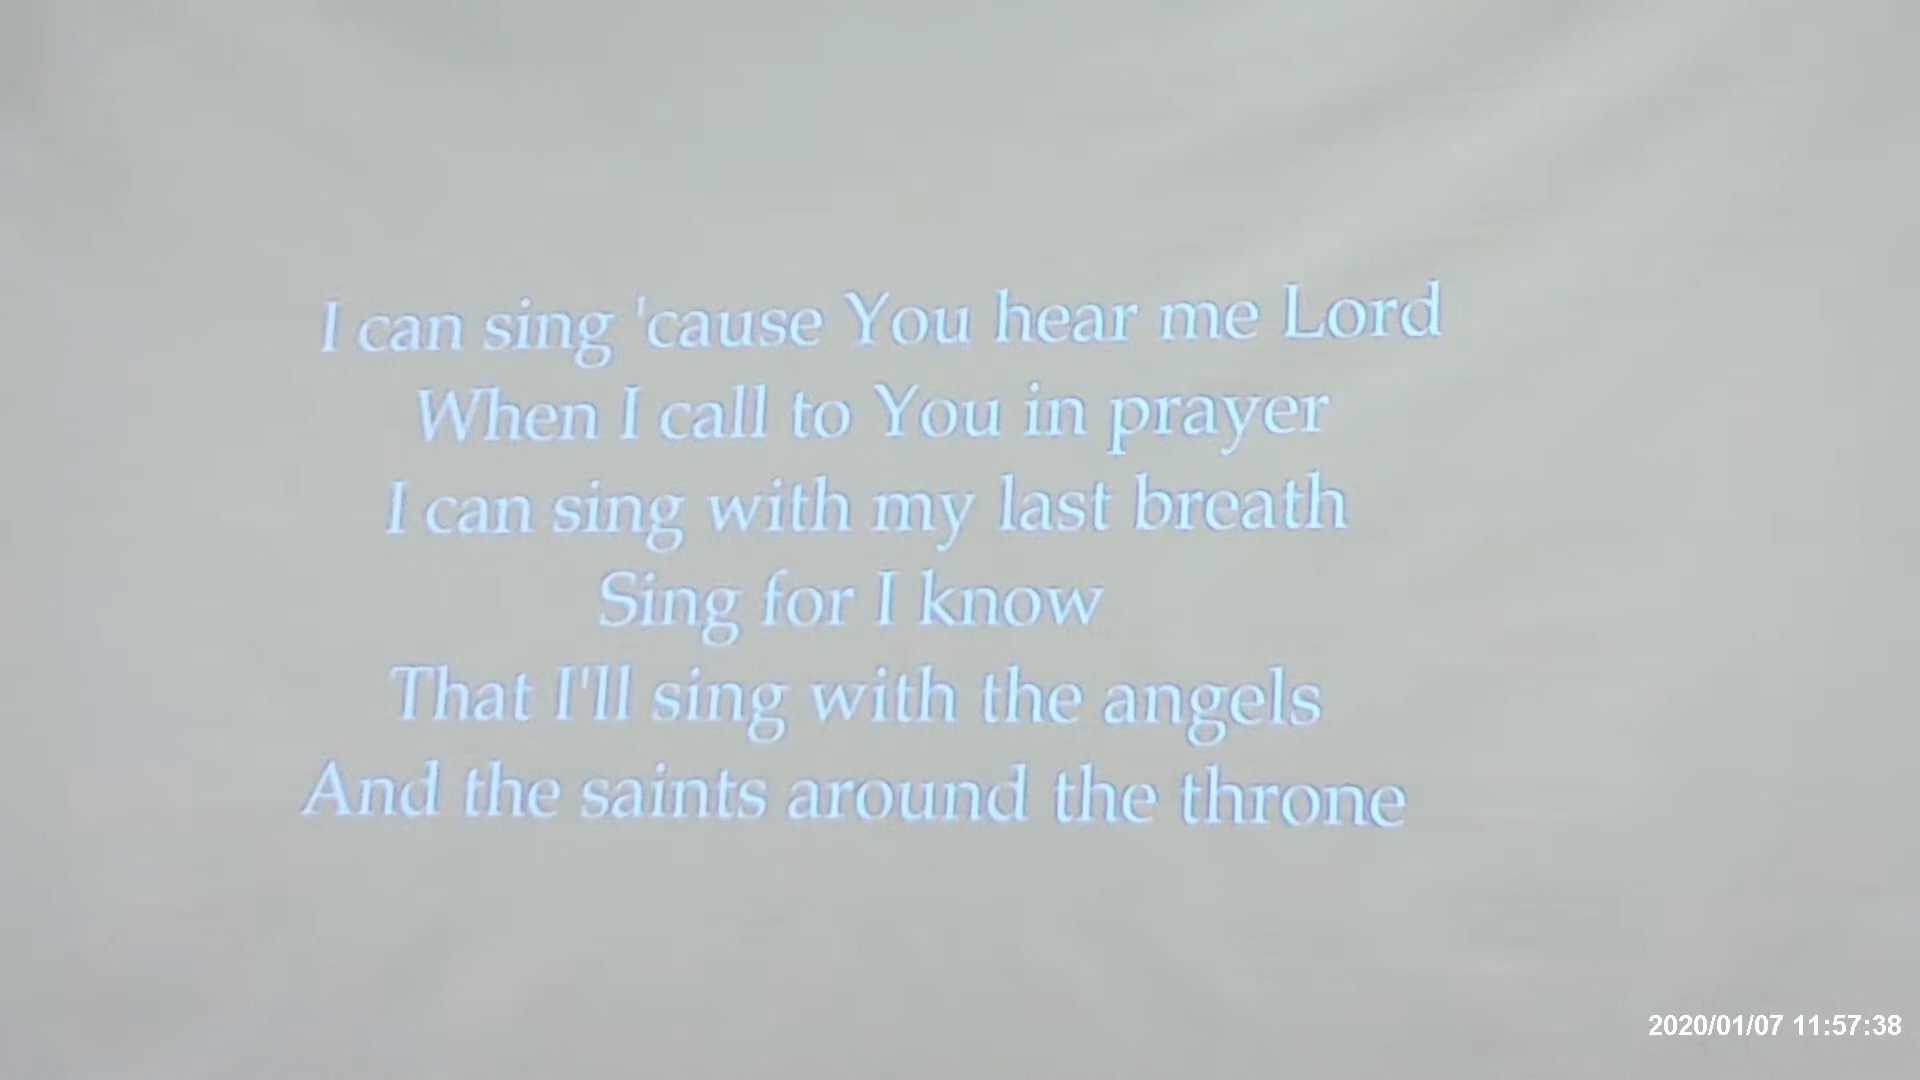 I can sing 'cause You hear me Lord
When I call to You in prayer
I can sing with my last breath
Sing for I know
That I'll sing with the angels
And the saints around the throne
2020/01/07 11:57:38